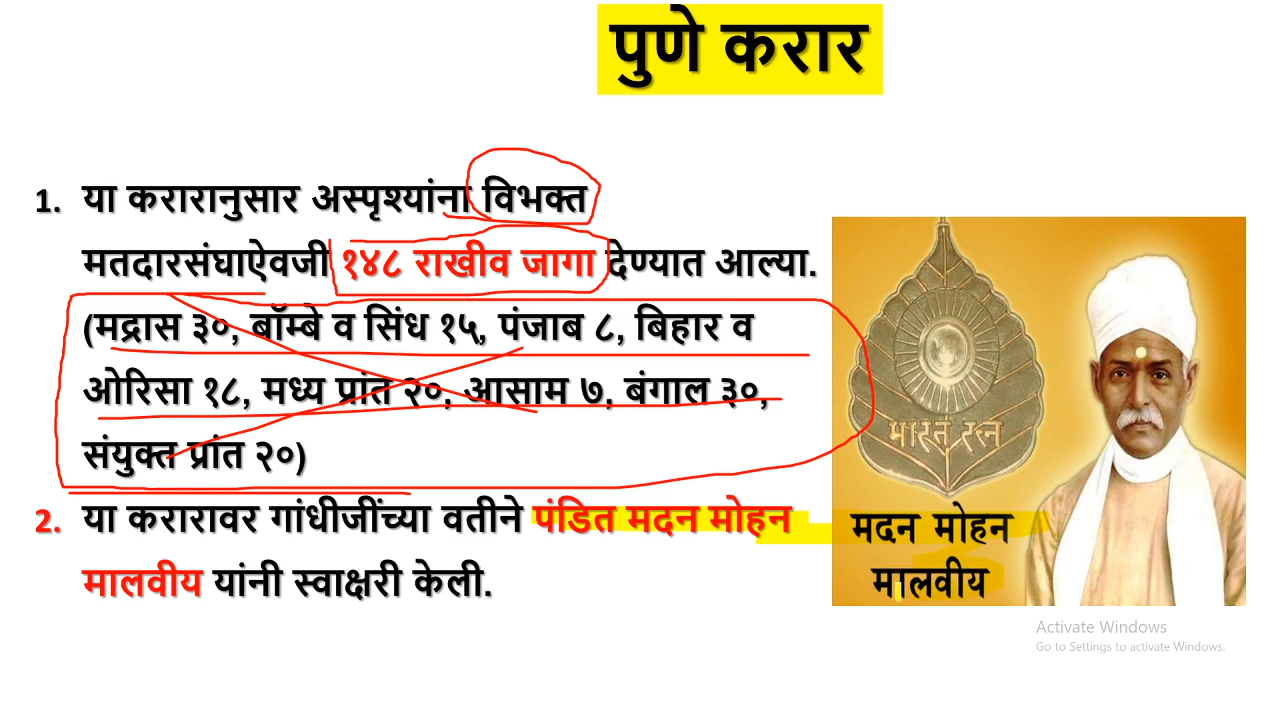 पुणे करार
1. या करारानुसार अस्पृश्यांना विभक्त
मतदारसंघाऐवजी १४८ राखीव जागा देण्यात आल्या.
(मद्रास ३०, बॉम्बे व सिंध १५, पंजाब ८, बिहार व
ओरिसा १८, मध्य प्रांत २०, आसाम ७, बंगाल ३०,
संयुक्त प्रांत २०)
2. या करारावर गांधीजींच्या वतीने पंडित मदन मोहन
मालवीय यांनी स्वाक्षरी केली.
भारत रत्न
मदन मोहन
मालवीय
Activate Windows
Go to Settings to activate Windows.